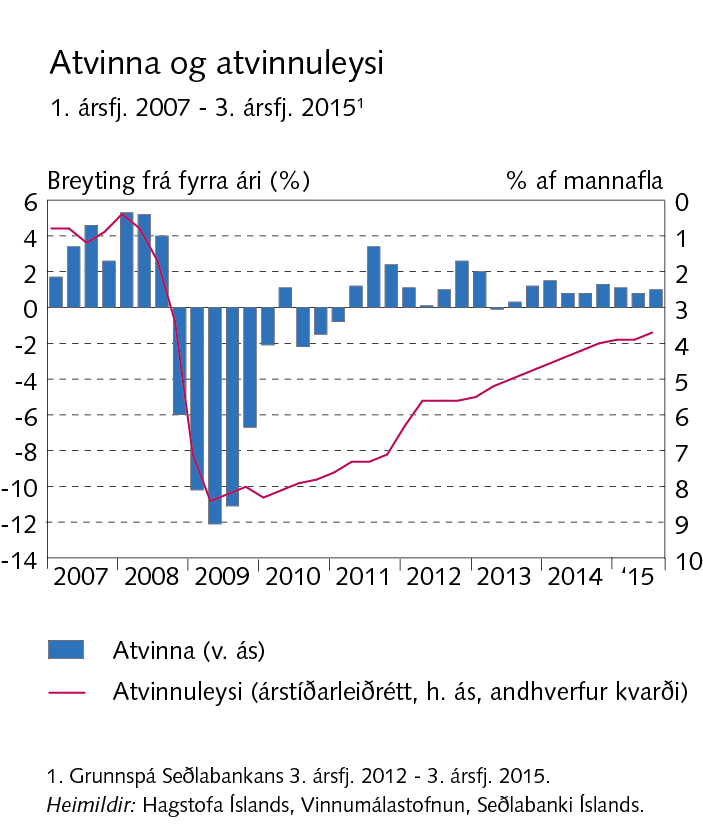 Atvinna og atvinnuleysi
1. ársfj. 2007 - 3. ársfj. 2015¹
Breyting frá fyrra ári (%) % af mannafla
6 0
4 1
2 2
0 3
-2 4
-4 5
-6 6
-8 7
-10 8
-12 9
-14 10
2007 2008 2009 2010 2011 2012 2013 2014 ‘15
Atvinna (v. ás)
Atvinnuleysi (árstíðarleiðrétt, h. ás, andhverfur kvarði)
1. Grunnspá Seðlabankans 3. ársfj. 2012 - 3. ársfj. 2015.
Heimildir: Hagstofa Íslands, Vinnumálastofnun, Seðlabanki Íslands.